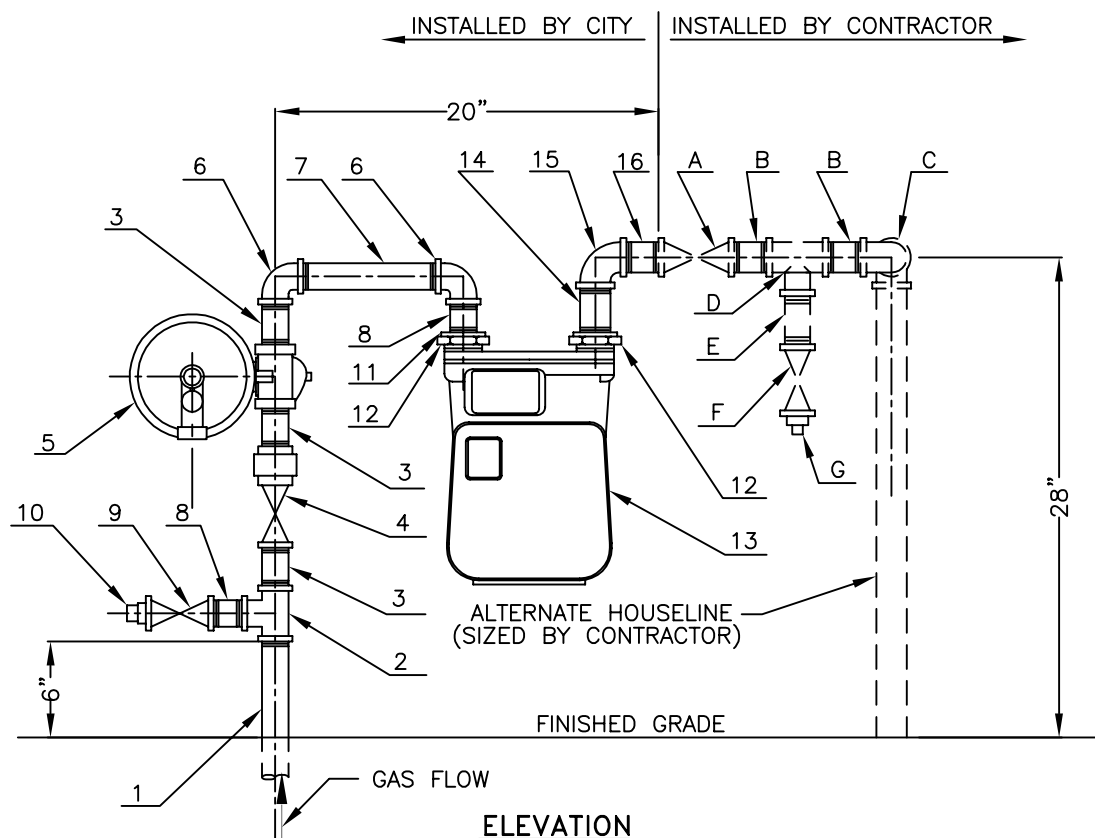 INSTALLED BY CITY
INSTALLED BY CONTRACTOR
20”
14
15
16
A
B
B
C
6
7
6
3
D
8
E
11
12
F
5
3
12
G
10
9
8
4
13
28”
3
ALTERNATE HOUSELINE
(SIZED BY CONTRACTOR)
2
6”
FINISHED GRADE
1
GAS FLOW
ELEVATION